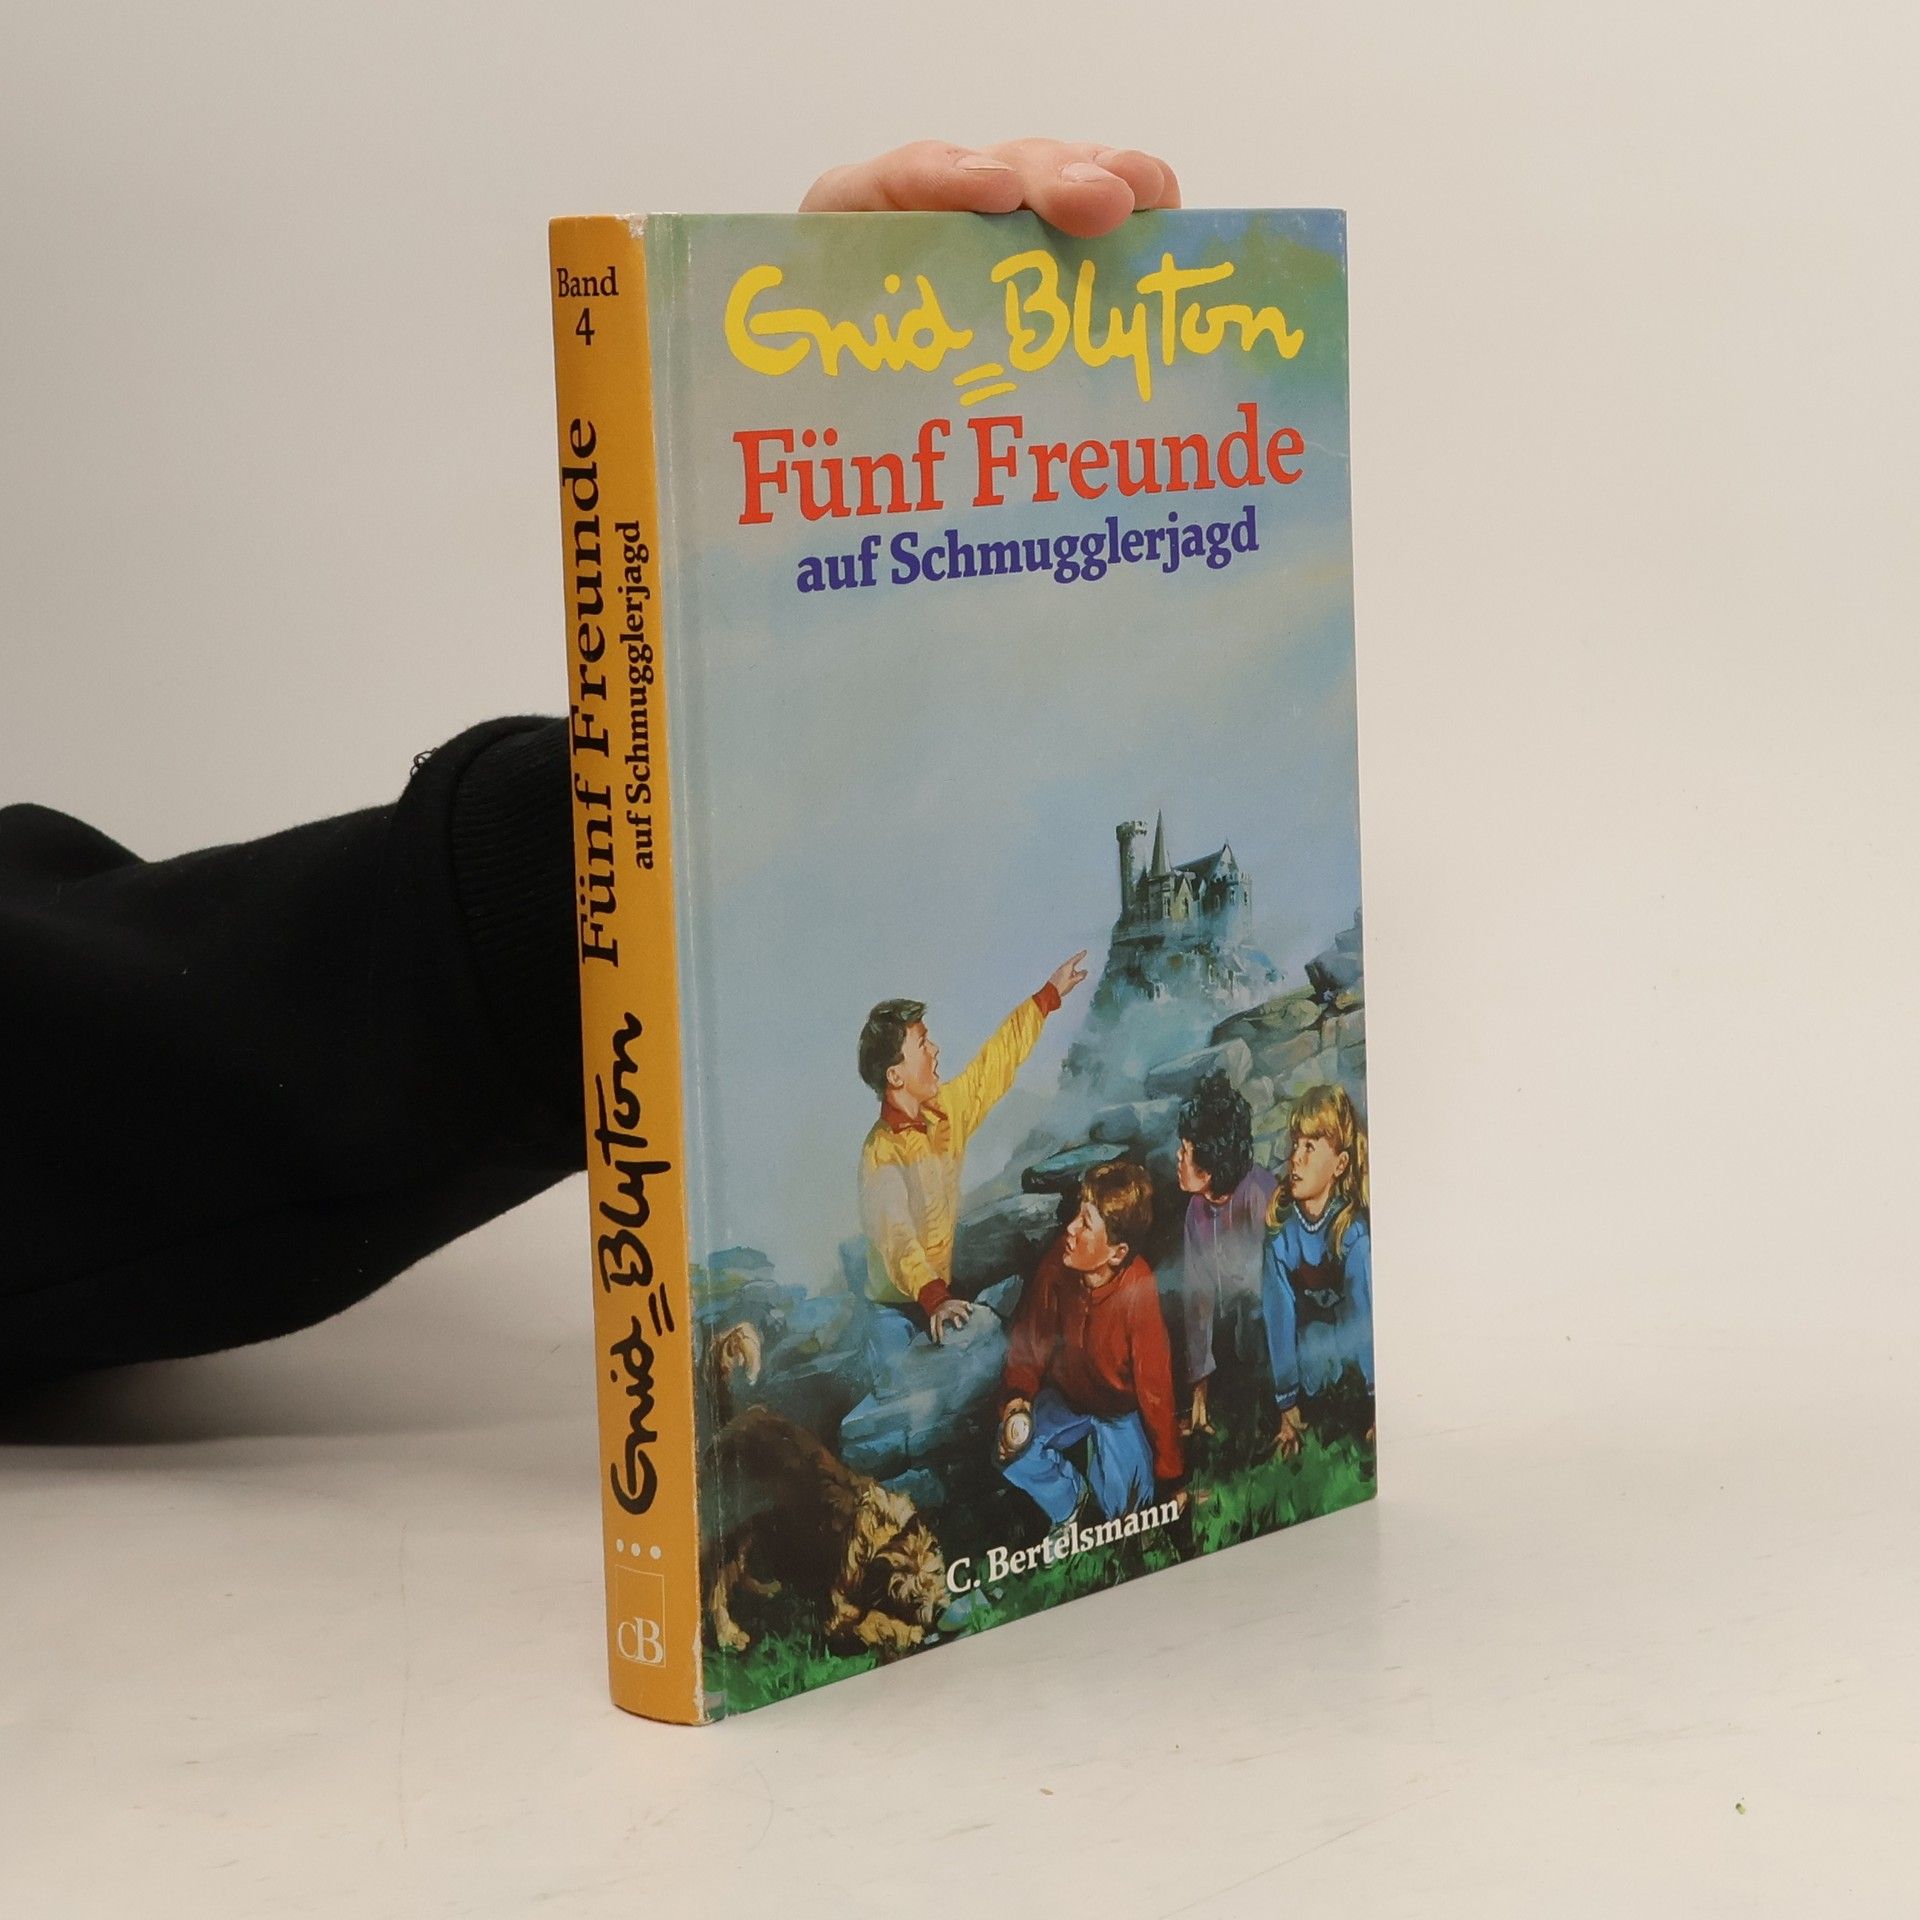 Band
4
Enid Blyton
Fünf Freunde
auf Schmugglerjagd
cB
Enid Blyton
Fünf Freunde
auf Schmugglerjagd
C. Bertelsmann